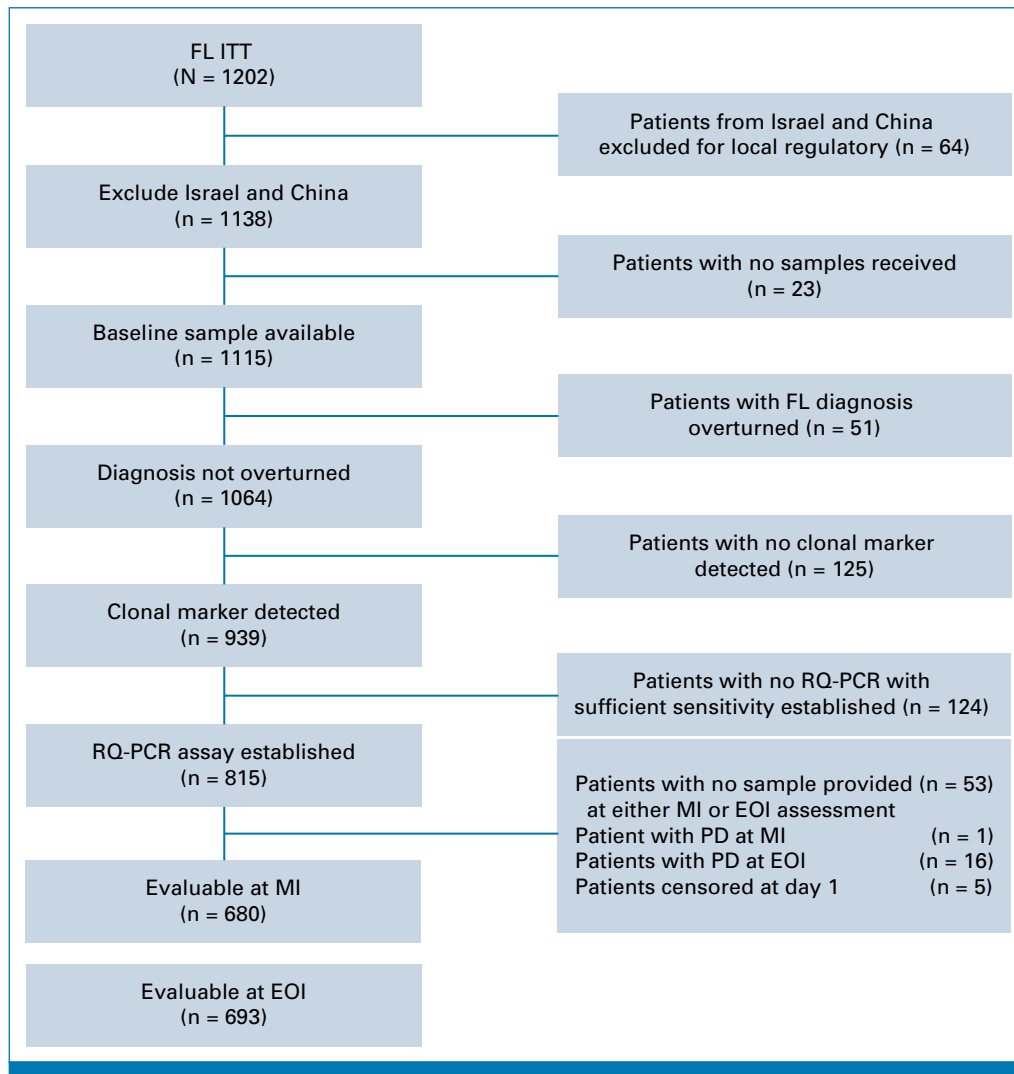 FL ITT
(N = 1202)
Patients from Israel and China
excluded for local regulatory (n = 64)
Exclude Israel and China
(n = 1138)
Patients with no samples received
(n = 23)
Baseline sample available
(n = 1115)
Patients with FL diagnosis
overturned (n = 51)
Diagnosis not overturned
(n = 1064)
Patients with no clonal marker
detected (n = 125)
Clonal marker detected
(n = 939)
Patients with no RQ-PCR with
sufficient sensitivity established (n = 124)
RQ-PCR assay established
(n = 815)
Patients with no sample provided (n = 53)
at either MI or EOI assessment
Patient with PD at MI (n = 1)
Patients with PD at EOI (n = 16)
Patients censored at day 1 (n = 5)
Evaluable at MI
(n = 680)
Evaluable at EOI
(n = 693)